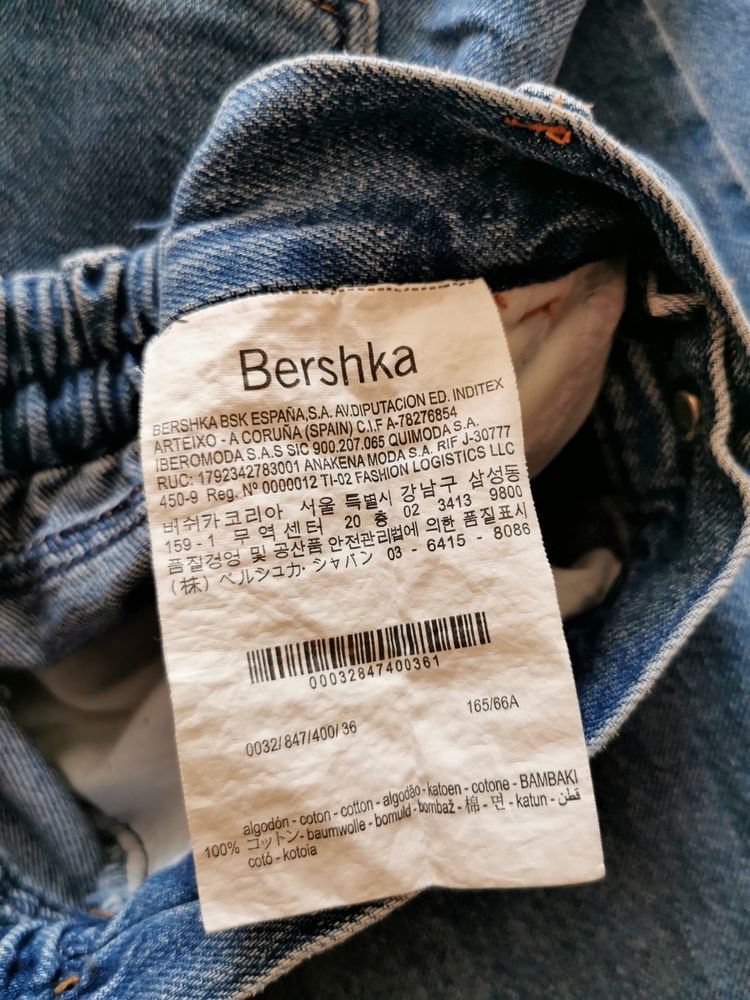 Bershka
BERSHKA BSK ESPAÑA,S.A. AV.DIPUTACION ED. INDITEX
ARTEIXO - A CORUÑA (SPAIN) C.I.F A-78276854
IBEROMODA S.A.S SIC 900.207.065 QUIMODA S.A.
RUC: 1792342783001 ANAKENA MODA S.A. RIF J-30777
450-9 Reg. Nº 0000012 TI-02 FASHION LOGISTICS LLC
버쉬카코리아 서울 특별시 강남구 삼성동
159-1 무역센터 20 층 02 3413 9800
품질경영 및 공산품 안전관리법에 의한 품질표시
(株) ベルシュカ・ジャパン 03 - 6415 - 8086
00032847400361
165/66A
0032/847/400/36
algodón - coton - cotton - algodão - katoen - cotone - BAMBAKI
100% コットン - baumwolle - bomuld - bombaž - 棉 - 면 - katun - قطن
cotó - kotoia